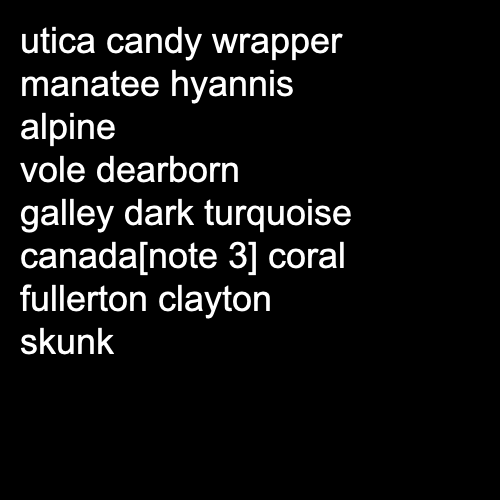 utica candy wrapper
manatee hyannis
alpine
vole dearborn
galley dark turquoise
canada[note 3] coral
fullerton clayton
skunk